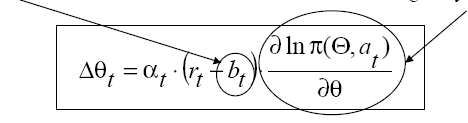 Δθ_t = α_t · (r_t − b_t) · ∂ ln π(Θ, a_t) / ∂θ